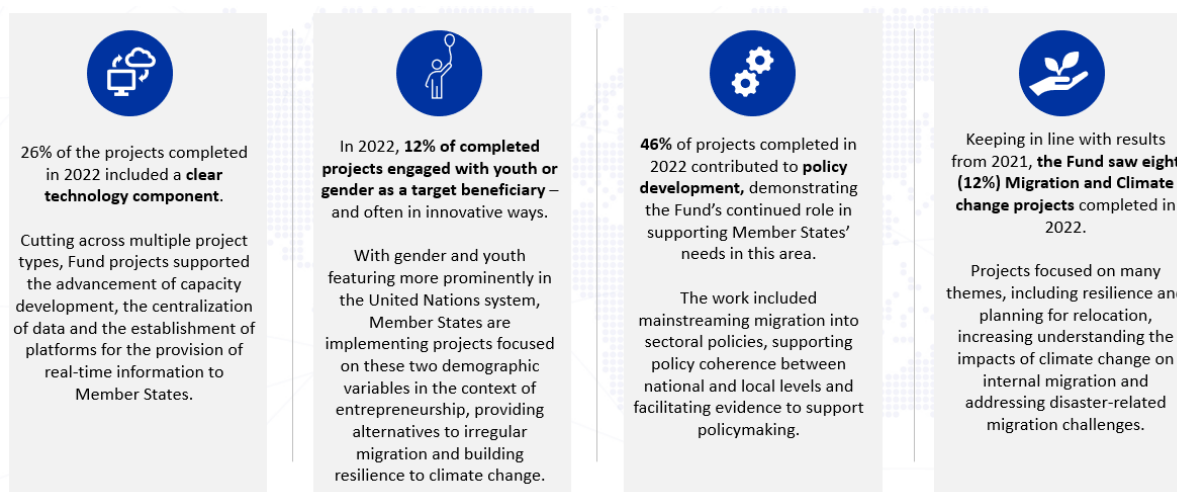 26% of the projects completed
in 2022 included a clear
technology component.
Cutting across multiple project
types, Fund projects supported
the advancement of capacity
development, the centralization
of data and the establishment of
platforms for the provision of
real-time information to
Member States.
In 2022, 12% of completed
projects engaged with youth or
gender as a target beneficiary –
and often in innovative ways.
With gender and youth
featuring more prominently in
the United Nations system,
Member States are
implementing projects focused
on these two demographic
variables in the context of
entrepreneurship, providing
alternatives to irregular
migration and building
resilience to climate change.
46% of projects completed in
2022 contributed to policy
development, demonstrating
the Fund's continued role in
supporting Member States'
needs in this area.
The work included
mainstreaming migration into
sectoral policies, supporting
policy coherence between
national and local levels and
facilitating evidence to support
policymaking.
Keeping in line with results
from 2021, the Fund saw eight
(12%) Migration and Climate
change projects completed in
2022.
Projects focused on many
themes, including resilience an
planning for relocation,
increasing understanding the
impacts of climate change on
internal migration and
addressing disaster-related
migration challenges.